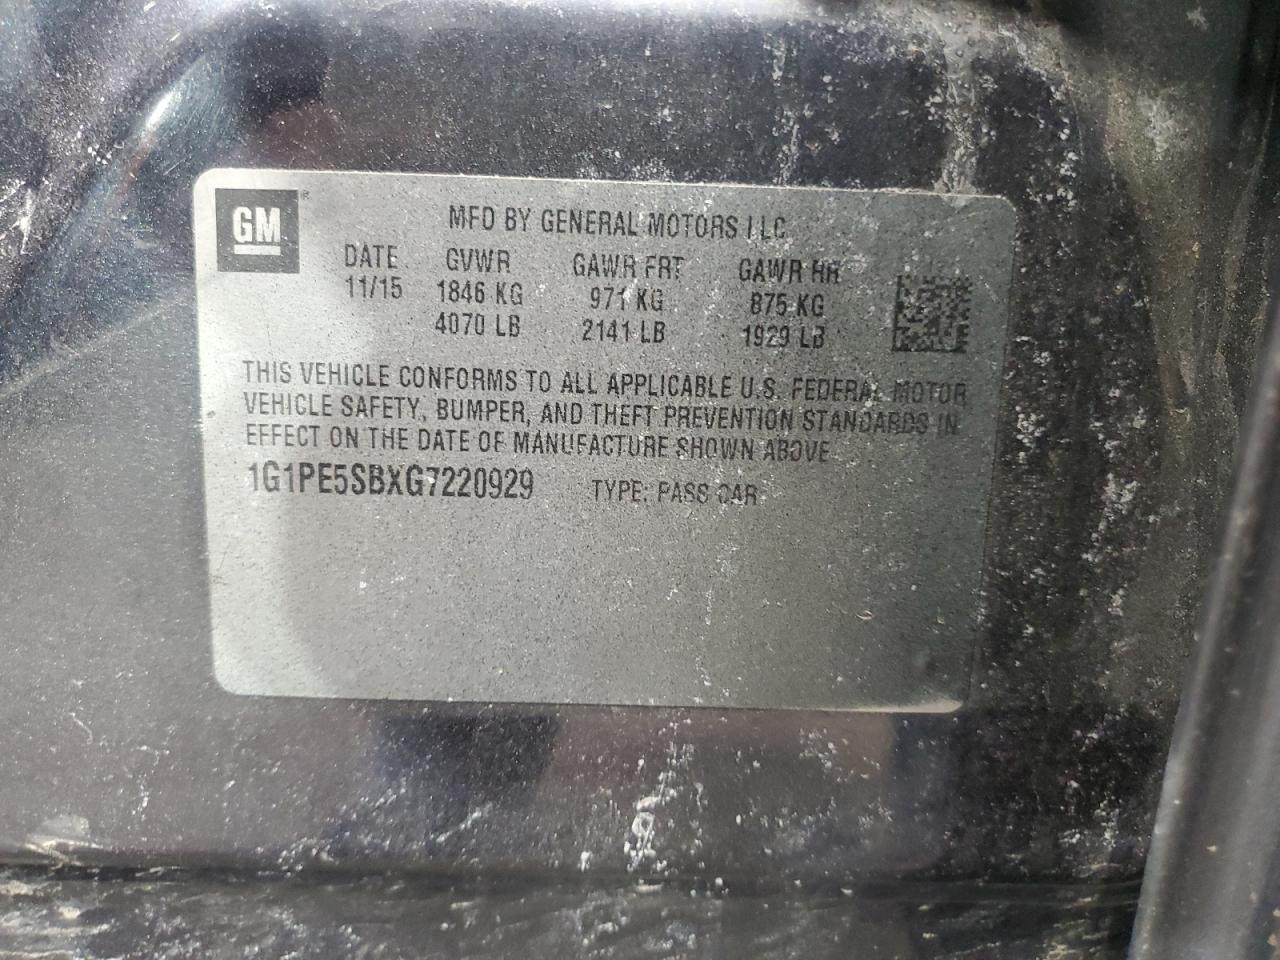 GM
MFD BY GENERAL MOTORS LLC
DATE GVWR GAWR FRT GAWR RR
11/15 1846 KG 971 KG 875 KG
4070 LB 2141 LB 1929 LB
THIS VEHICLE CONFORMS TO ALL APPLICABLE U.S. FEDERAL MOTOR
VEHICLE SAFETY, BUMPER, AND THEFT PREVENTION STANDARDS IN
EFFECT ON THE DATE OF MANUFACTURE SHOWN ABOVE
1G1PE5SBXG7220929 TYPE: PASS CAR